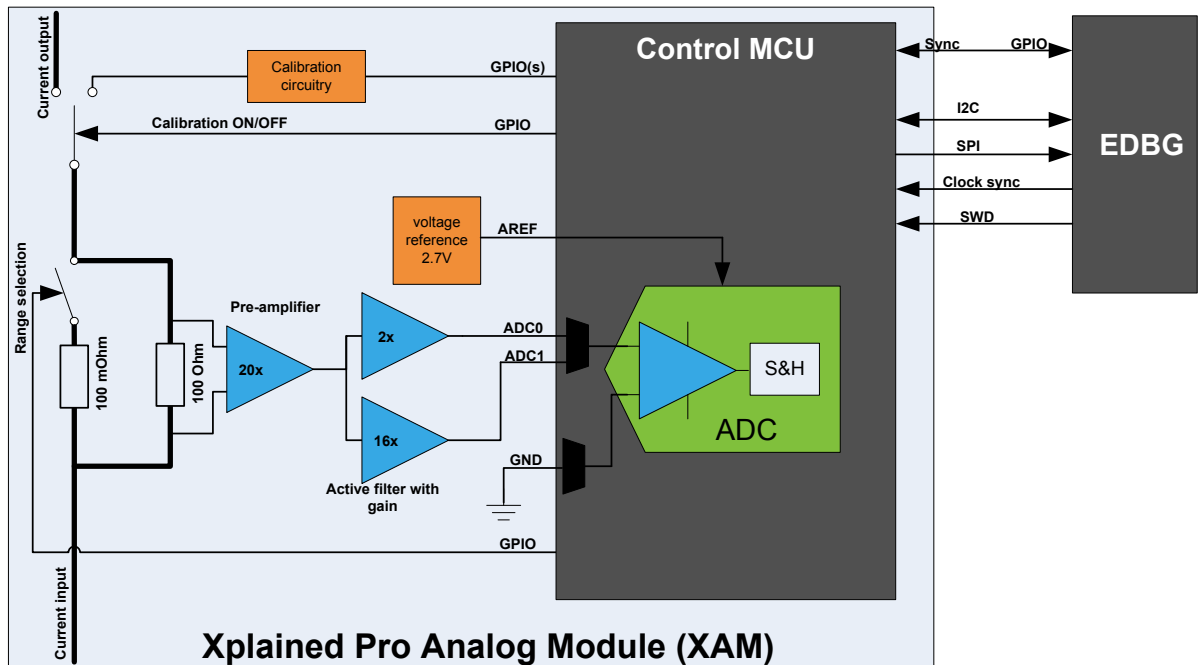 Current output
Calibration
circuitry
GPIO(s)
Control MCU
Sync
GPIO
Calibration ON/OFF
GPIO
I2C
SPI
EDBG
Clock sync
SWD
voltage
reference
2.7V
AREF
Range selection
Pre-amplifier
100 mOhm
100 Ohm
20x
2x
16x
ADC0
ADC1
S&H
ADC
GND
Active filter with
gain
GPIO
Current input
Xplained Pro Analog Module (XAM)